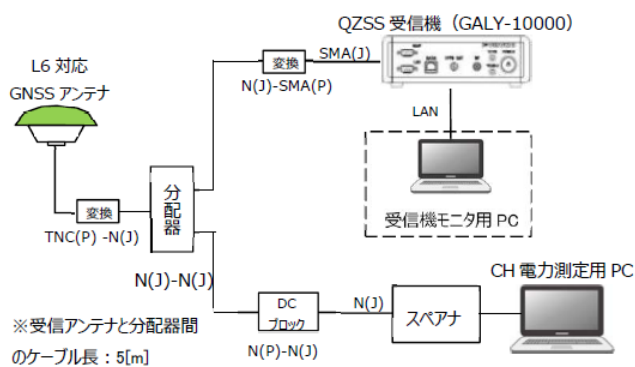 QZSS 受信機（GALY-10000）
L6 対応
GNSS アンテナ
変換
SMA(J)
N(J)-SMA(P)
LAN
変換
TNC(P) -N(J)
分配器
受信機モニタ用 PC
N(J)-N(J)
CH 電力測定用 PC
DC
ブロック
N(J)
スペアナ
N(P)-N(J)
※受信アンテナと分配器間
のケーブル長：5[m]